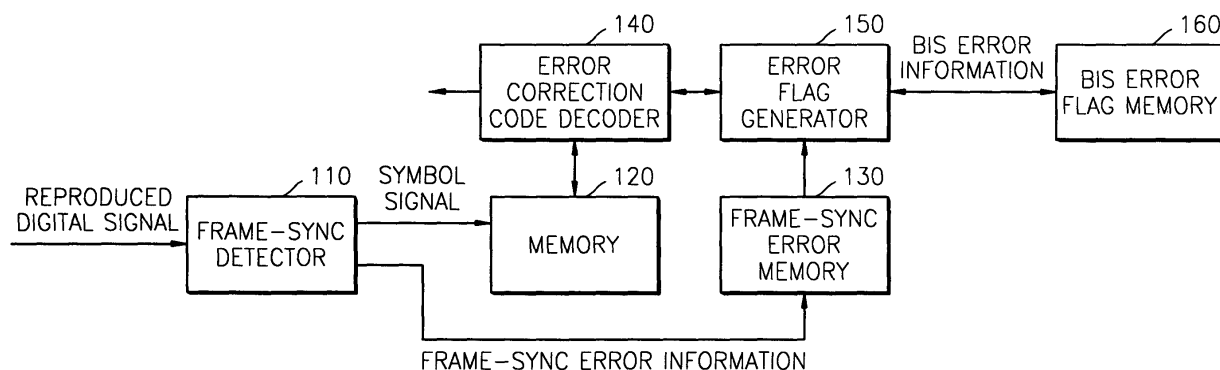 140
150
160
ERROR
CORRECTION
CODE DECODER
ERROR
FLAG
GENERATOR
BIS ERROR
INFORMATION
BIS ERROR
FLAG MEMORY
REPRODUCED
DIGITAL SIGNAL
110
FRAME-SYNC
DETECTOR
SYMBOL
SIGNAL
120
MEMORY
130
FRAME-SYNC
ERROR
MEMORY
FRAME-SYNC ERROR INFORMATION